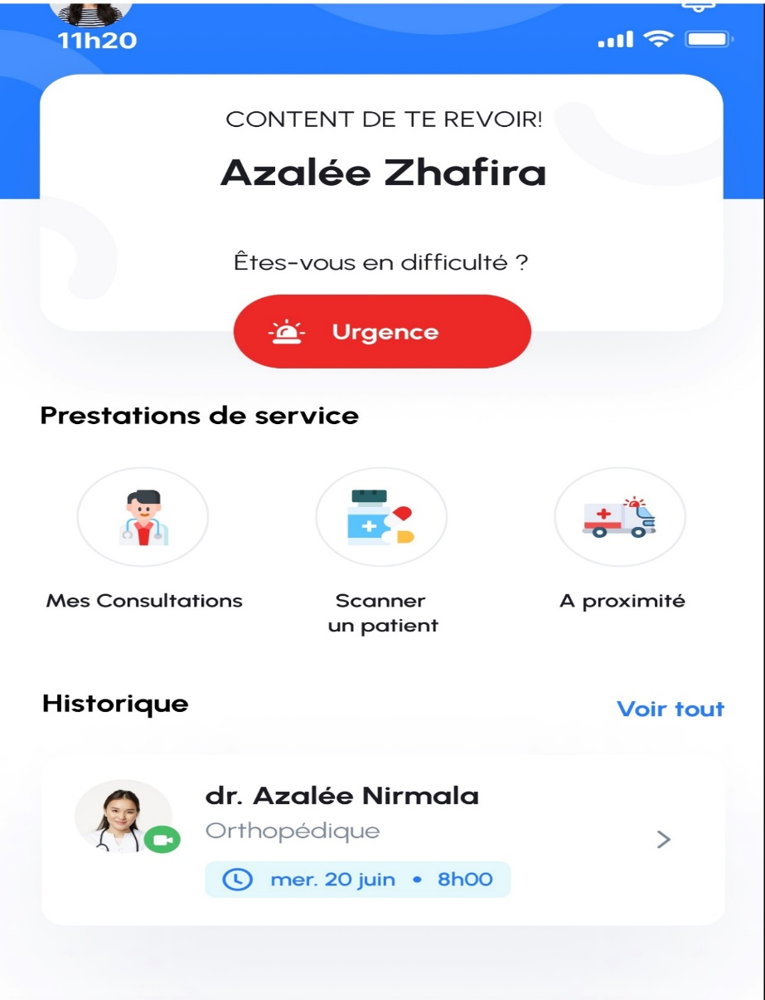 11h20
CONTENT DE TE REVOIR!
Azalée Zhafira
Êtes-vous en difficulté ?
Urgence
Prestations de service
Mes Consultations
Scanner
un patient
A proximité
Historique
Voir tout
dr. Azalée Nirmala
Orthopédique
mer. 20 juin • 8h00